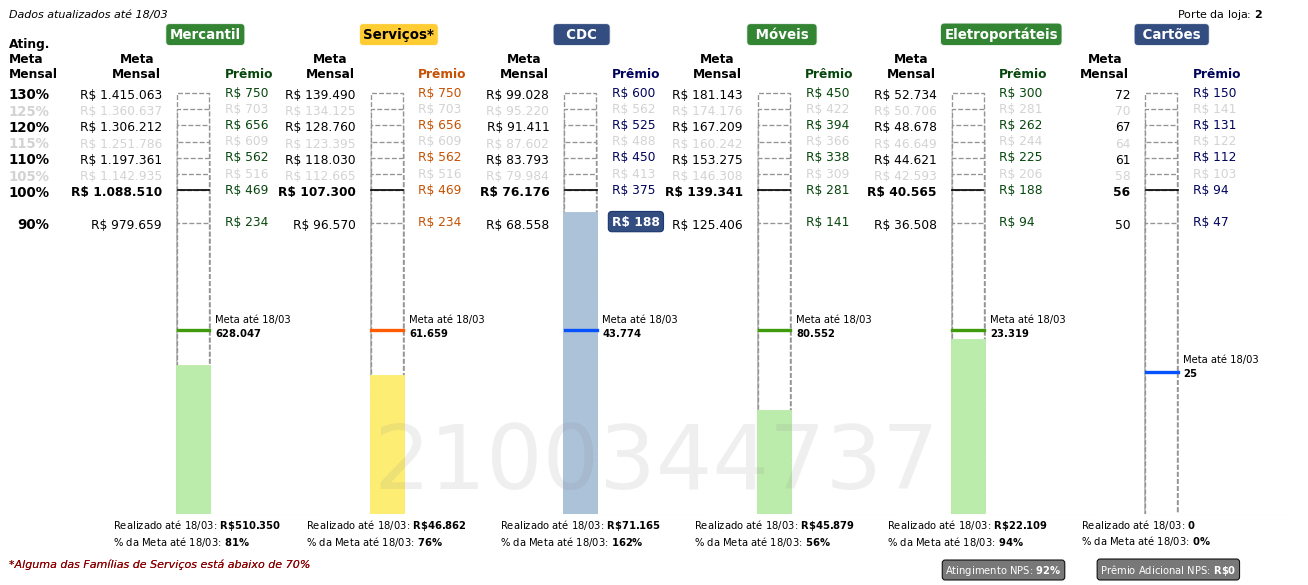 Dados atualizados até 18/03 Porte da loja: 2
Mercantil Serviços* CDC Móveis Eletroportáteis Cartões
Ating. Meta Mensal Meta Mensal Prêmio Meta Mensal Prêmio Meta Mensal Prêmio Meta Mensal Prêmio Meta Mensal Prêmio Meta Mensal Prêmio
130% R$ 1.415.063 R$ 750 R$ 139.490 R$ 750 R$ 99.028 R$ 600 R$ 181.143 R$ 450 R$ 52.734 R$ 300 72 R$ 150
125% R$ 1.360.637 R$ 703 R$ 134.125 R$ 703 R$ 95.220 R$ 562 R$ 174.176 R$ 422 R$ 50.706 R$ 281 70 R$ 141
120% R$ 1.306.212 R$ 656 R$ 128.760 R$ 656 R$ 91.411 R$ 525 R$ 167.209 R$ 394 R$ 48.678 R$ 262 67 R$ 131
115% R$ 1.251.786 R$ 609 R$ 123.395 R$ 609 R$ 87.602 R$ 488 R$ 160.242 R$ 366 R$ 46.649 R$ 244 64 R$ 122
110% R$ 1.197.361 R$ 562 R$ 118.030 R$ 562 R$ 83.793 R$ 450 R$ 153.275 R$ 338 R$ 44.621 R$ 225 61 R$ 112
105% R$ 1.142.935 R$ 516 R$ 112.665 R$ 516 R$ 79.984 R$ 413 R$ 146.308 R$ 309 R$ 42.593 R$ 206 58 R$ 103
100% R$ 1.088.510 R$ 469 R$ 107.300 R$ 469 R$ 76.176 R$ 375 R$ 139.341 R$ 281 R$ 40.565 R$ 188 56 R$ 94
90% R$ 979.659 R$ 234 R$ 96.570 R$ 234 R$ 68.558 R$ 188 R$ 125.406 R$ 141 R$ 36.508 R$ 94 50 R$ 47
Meta até 18/03 Meta até 18/03 Meta até 18/03 Meta até 18/03 Meta até 18/03
628.047 61.659 43.774 80.552 23.319
Meta até 18/03
25
2100344737
Realizado até 18/03: R$510.350 Realizado até 18/03: R$46.862 Realizado até 18/03: R$71.165 Realizado até 18/03: R$45.879 Realizado até 18/03: R$22.109 Realizado até 18/03: 0
% da Meta até 18/03: 81% % da Meta até 18/03: 76% % da Meta até 18/03: 162% % da Meta até 18/03: 56% % da Meta até 18/03: 94% % da Meta até 18/03: 0%
*Alguma das Famílias de Serviços está abaixo de 70% Atingimento NPS: 92% Prêmio Adicional NPS: R$0